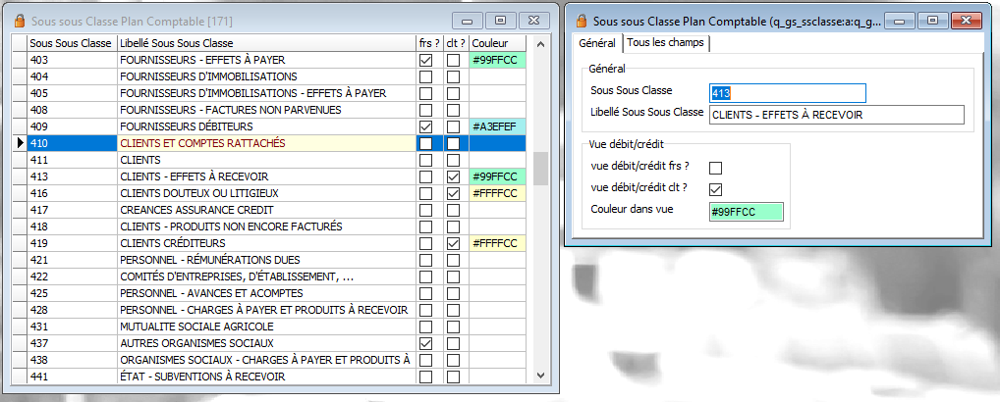 Sous sous Classe Plan Comptable [171]
Sous Sous Classe Libellé Sous Sous Classe frs ? clt ? Couleur
403 FOURNISSEURS - EFFETS À PAYER #99FFCC
404 FOURNISSEURS D'IMMOBILISATIONS
405 FOURNISSEURS D'IMMOBILISATIONS - EFFETS À PAYER
408 FOURNISSEURS - FACTURES NON PARVENUES
409 FOURNISSEURS DÉBITEURS #A3EFEF
410 CLIENTS ET COMPTES RATTACHÉS
411 CLIENTS
413 CLIENTS - EFFETS À RECEVOIR #99FFCC
416 CLIENTS DOUTEUX OU LITIGIEUX #FFFFCC
417 CREANCES ASSURANCE CREDIT
418 CLIENTS - PRODUITS NON ENCORE FACTURÉS
419 CLIENTS CRÉDITEURS #FFFFCC
421 PERSONNEL - RÉMUNÉRATIONS DUES
422 COMITÉS D'ENTREPRISES, D'ÉTABLISSEMENT, ...
425 PERSONNEL - AVANCES ET ACOMPTES
428 PERSONNEL - CHARGES À PAYER ET PRODUITS À RECEVOIR
431 MUTUALITE SOCIALE AGRICOLE
437 AUTRES ORGANISMES SOCIAUX
438 ORGANISMES SOCIAUX - CHARGES À PAYER ET PRODUITS À
441 ÉTAT - SUBVENTIONS À RECEVOIR
Sous sous Classe Plan Comptable (q_gs_ssclasse:a:q_g...
Général Tous les champs
Général
Sous Sous Classe 413
Libellé Sous Sous Classe CLIENTS - EFFETS À RECEVOIR
Vue débit/crédit
vue débit/crédit frs ?
vue débit/crédit clt ?
Couleur dans vue #99FFCC